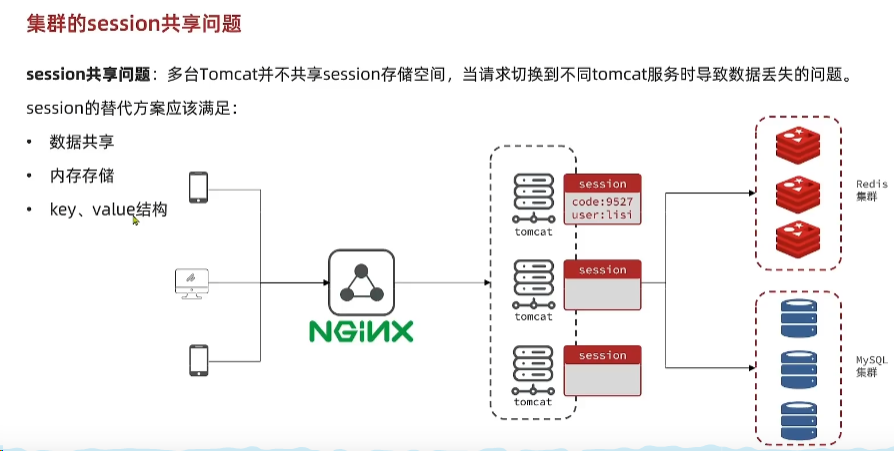 集群的session共享问题
session共享问题：多台Tomcat并不共享session存储空间，当请求切换到不同tomcat服务时导致数据丢失的问题。
session的替代方案应该满足：
• 数据共享
• 内存存储
• key、value结构
NGINX
session
code:9527
user:lisi
tomcat
session
tomcat
session
tomcat
Redis
集群
MySQL
集群